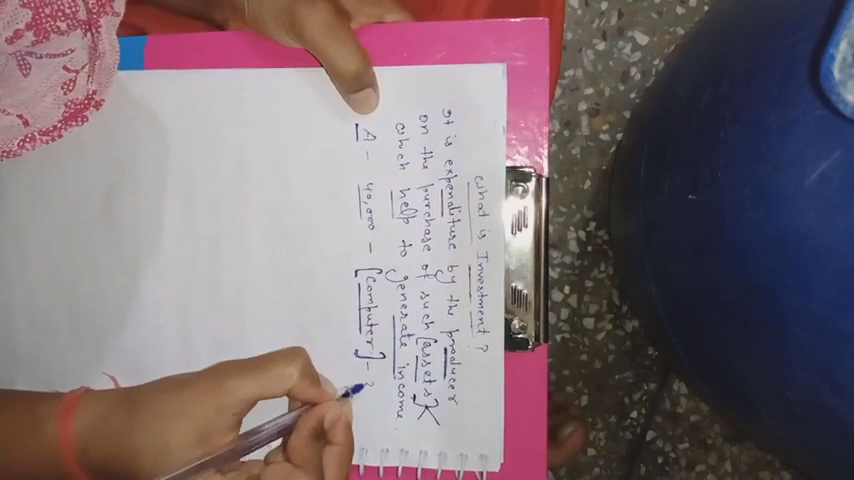 What is Investment?
It is expenditure by the producer
on the purchase of such [assets]
which help to generate income.
A - 40,000 - [Computer] - ?